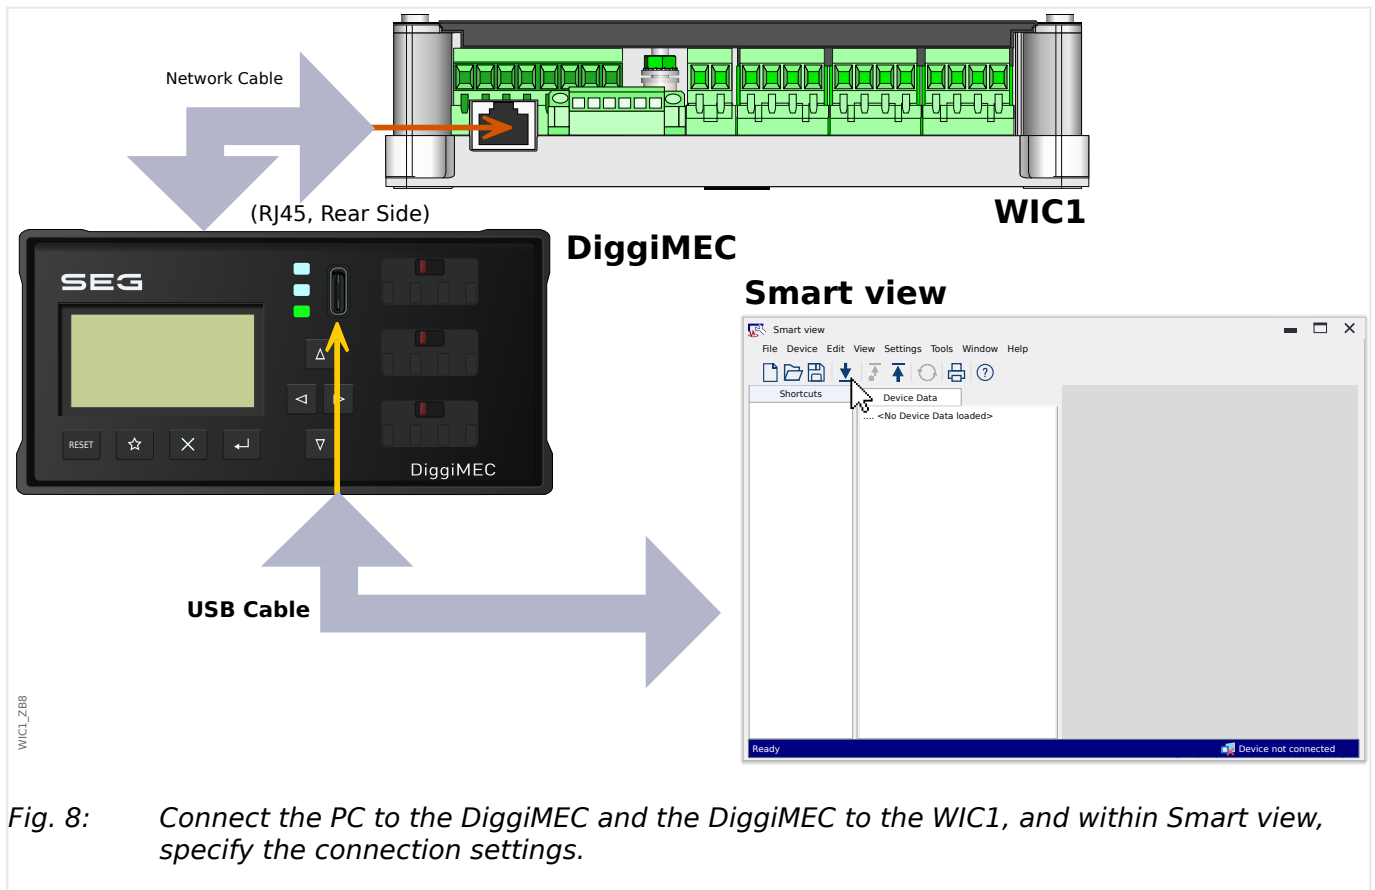 Network Cable
(RJ45, Rear Side)
WIC1
DiggiMEC
SEG
RESET
DiggiMEC
Smart view
Smart view
File Device Edit View Settings Tools Window Help
Shortcuts
Device Data
.... <No Device Data loaded>
Ready
Device not connected
USB Cable
WIC1_ZB8
Fig. 8: Connect the PC to the DiggiMEC and the DiggiMEC to the WIC1, and within Smart view,
specify the connection settings.